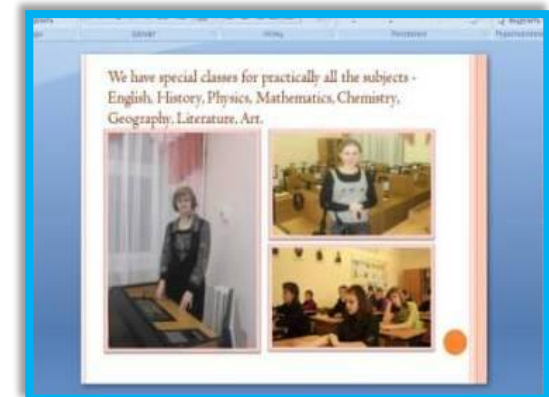 We have special classes for practically all the subjects -
English, History, Physics, Mathematics, Chemistry,
Geography, Literature, Art.